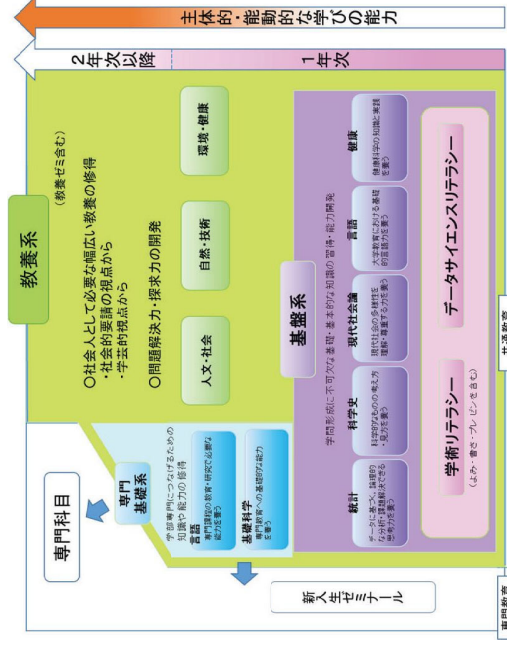 主体的・能動的な学びの能力
２年次以降
１年次
教養系
（教養ゼミ含む）
〇社会人として必要な幅広い教養の修得
・社会的要請の視点から
・学芸的視点から
〇問題解決力・探求力の開発
人文・社会
自然・技術
環境・健康
専門科目
専門
基礎系
学部専門につなげるための
知識や能力の修得
言語
専門課程の教育・研究で必要な
能力を養う
基礎科学
専門教育への基礎的な能力
を養う
新入生ゼミナール
基盤系
学問形成に不可欠な基礎・基本的な知識の習得・能力開発
統計
データに基づく、論理的
な分析・課題解決できる
思考力を養う
科学史
科学的なものの考え方
・見方を養う
現代社会論
現代社会の多様性を
理解・尊重する力を養う
言語
大学教育における基礎
的言語力を養う
健康
健康科学の知識と実践
を養う
学術リテラシー
（よみ・書き・プレゼンを含む）
データサイエンスリテラシー
専門教育
共通教育